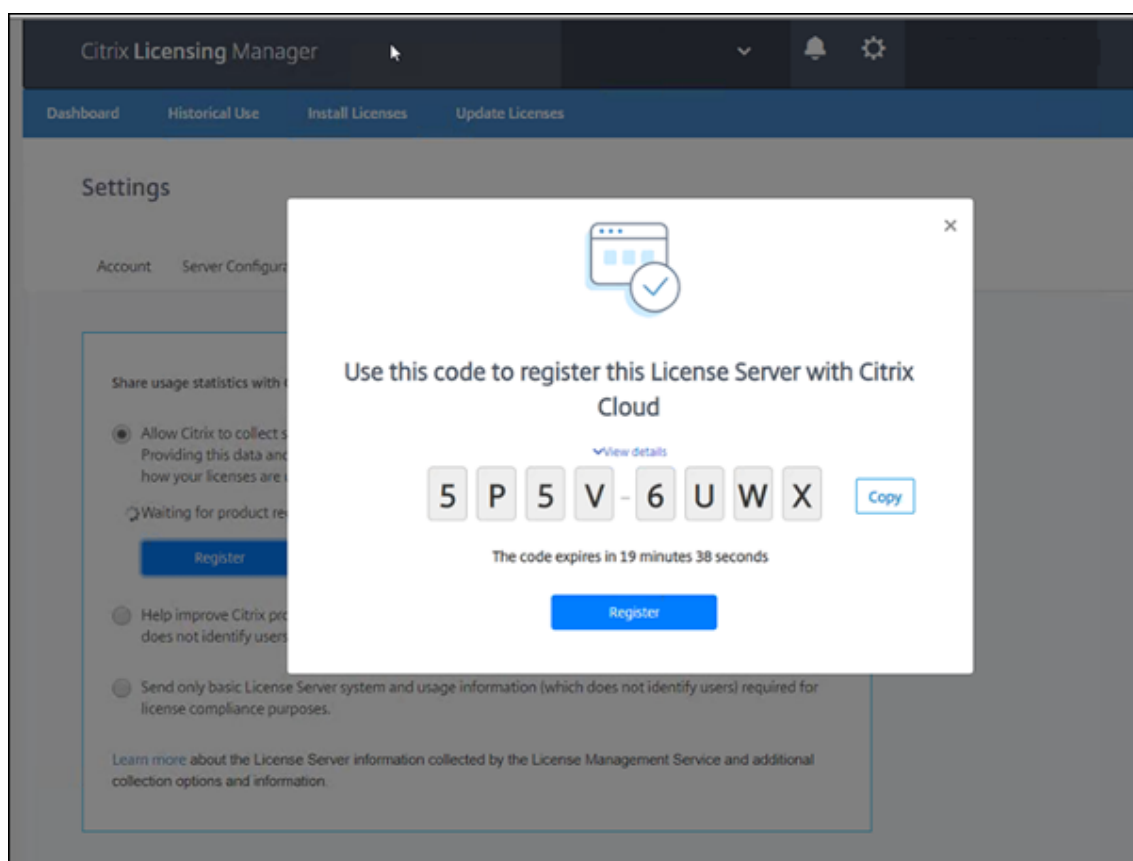 Citrix Licensing Manager
Dashboard Historical Use Install Licenses Update Licenses
Settings
Account Server
Use this code to register this License Server with Citrix
Cloud
View details
5 P 5 V - 6 U W X Copy
The code expires in 19 minutes 38 seconds
Register
Share usage statistics with
Allow Citrix to collect
Providing this data and
how your licenses are
Waiting for product
Register
Help improve Citrix
does not identify users
Send only basic License Server system and usage information (which does not identify users) required for
license compliance purposes.
Learn more about the License Server information collected by the License Management Service and additional
collection options and information.